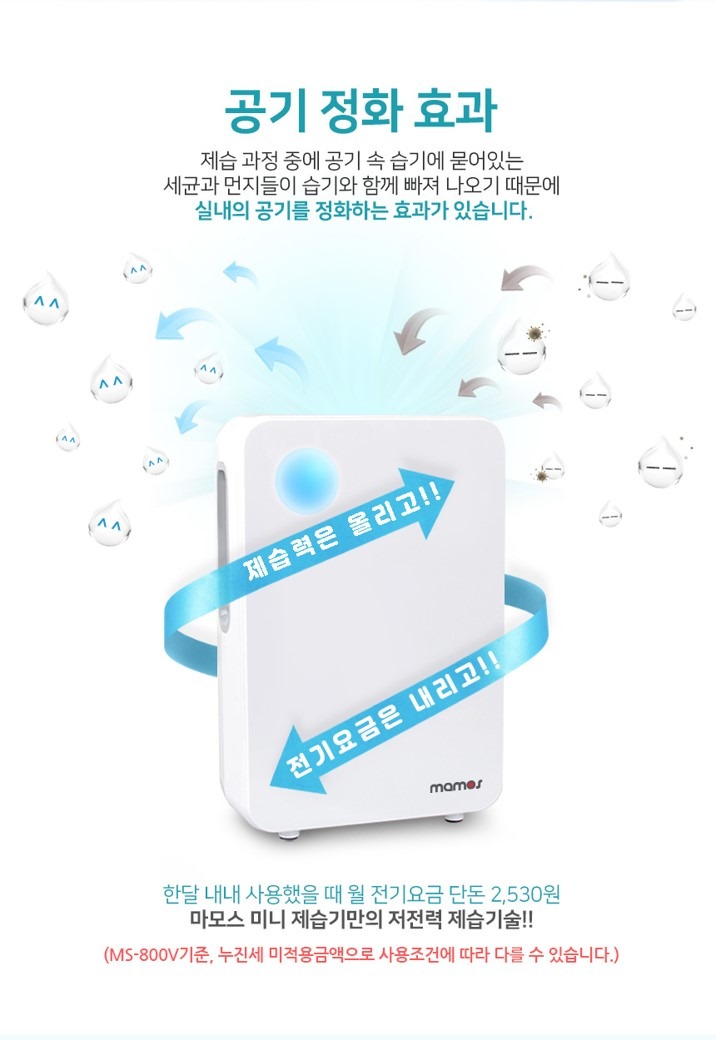 공기 정화 효과
제습 과정 중에 공기 속 습기에 묻어있는
세균과 먼지들이 습기와 함께 빠져 나오기 때문에
실내의 공기를 정화하는 효과가 있습니다.
제습력은 올리고!!
전기요금은 내리고!!
mamos
한달 내내 사용했을 때 월 전기요금 단돈 2,530원
마모스 미니 제습기만의 저전력 제습기술!!
(MS-800V기준, 누진세 미적용금액으로 사용조건에 따라 다를 수 있습니다.)